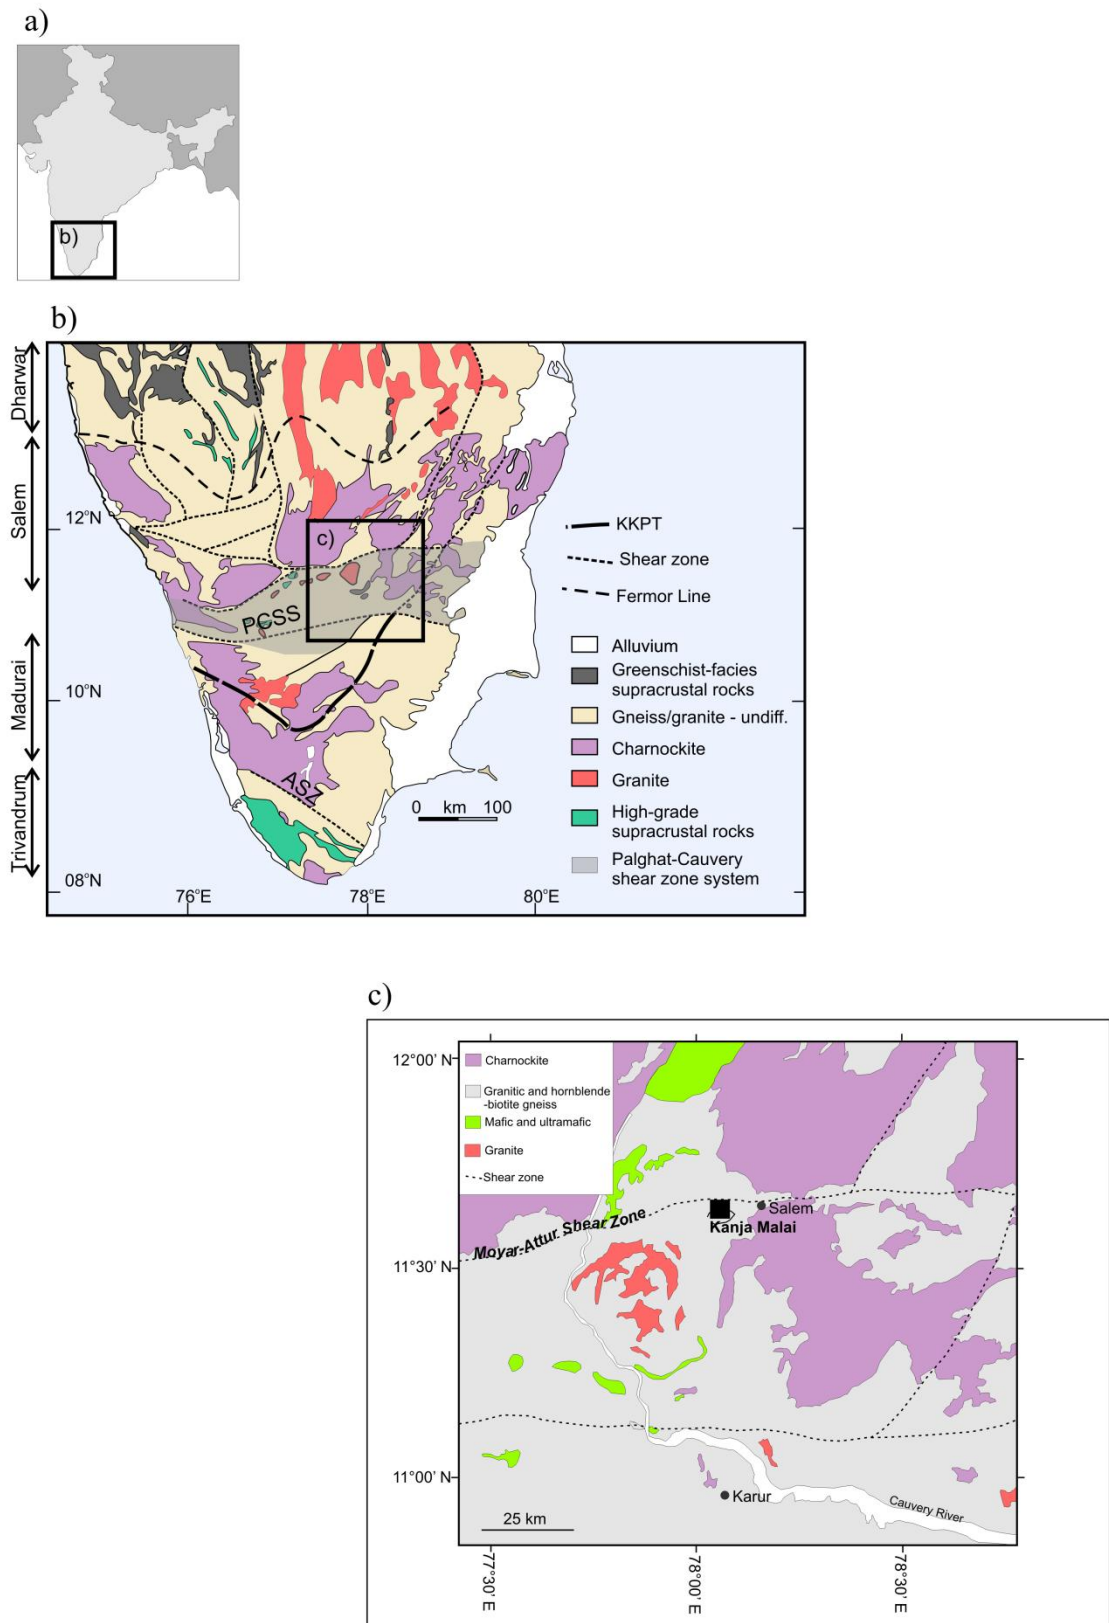 a)
b)
b)
Dharwar
Salem
Madurai
Trivandrum
12°N
10°N
08°N
76°E
78°E
80°E
c)
PCSS
ASZ
0 km 100
KKPT
Shear zone
Fermor Line
Alluvium
Greenschist-facies
supracrustal rocks
Gneiss/granite - undiff.
Charnockite
Granite
High-grade
supracrustal rocks
Palghat-Cauvery
shear zone system
c)
12°00' N
11°30' N
11°00' N
Charnockite
Granitic and hornblende
-biotite gneiss
Mafic and ultramafic
Granite
Shear zone
Moyar-Attur Shear Zone
Salem
Kanja Malai
Karur
Cauvery River
25 km
77°30' E
78°00' E
78°30' E